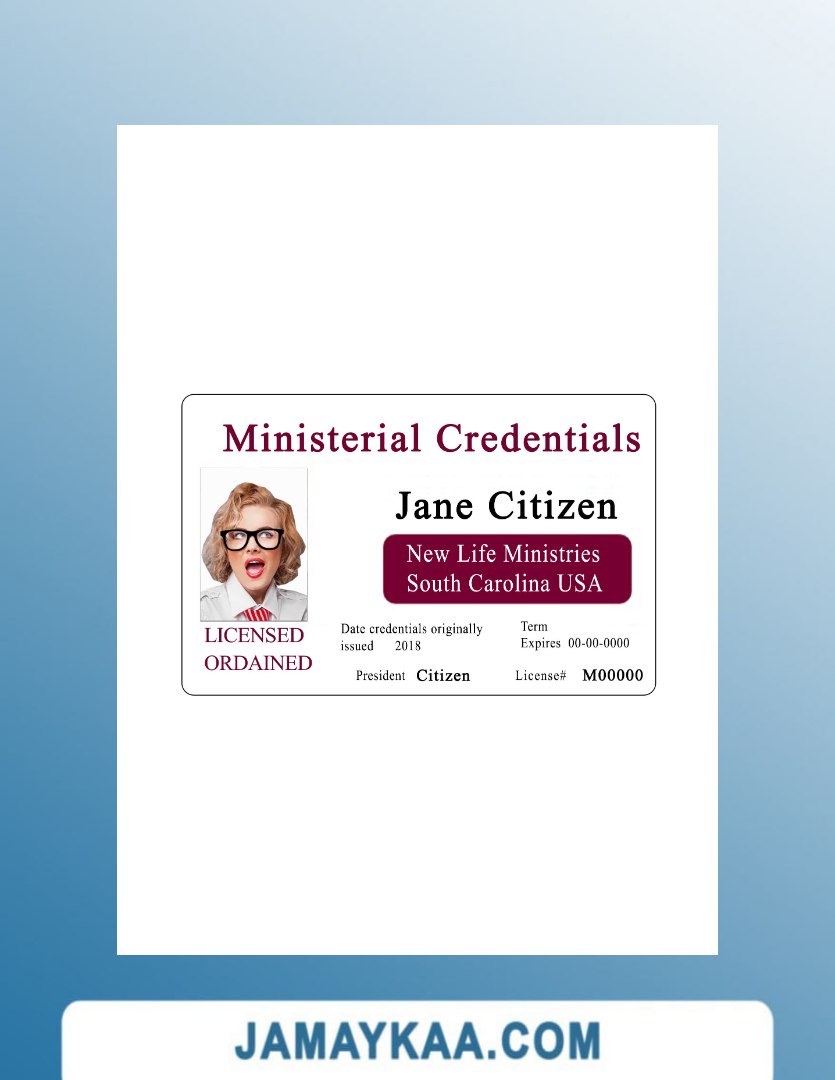 Ministerial Credentials
Jane Citizen
New Life Ministries
South Carolina USA
LICENSED
ORDAINED
Date credentials originally
issued 2018
Term
Expires 00-00-0000
President Citizen
License# M00000
JAMAYKAA.COM